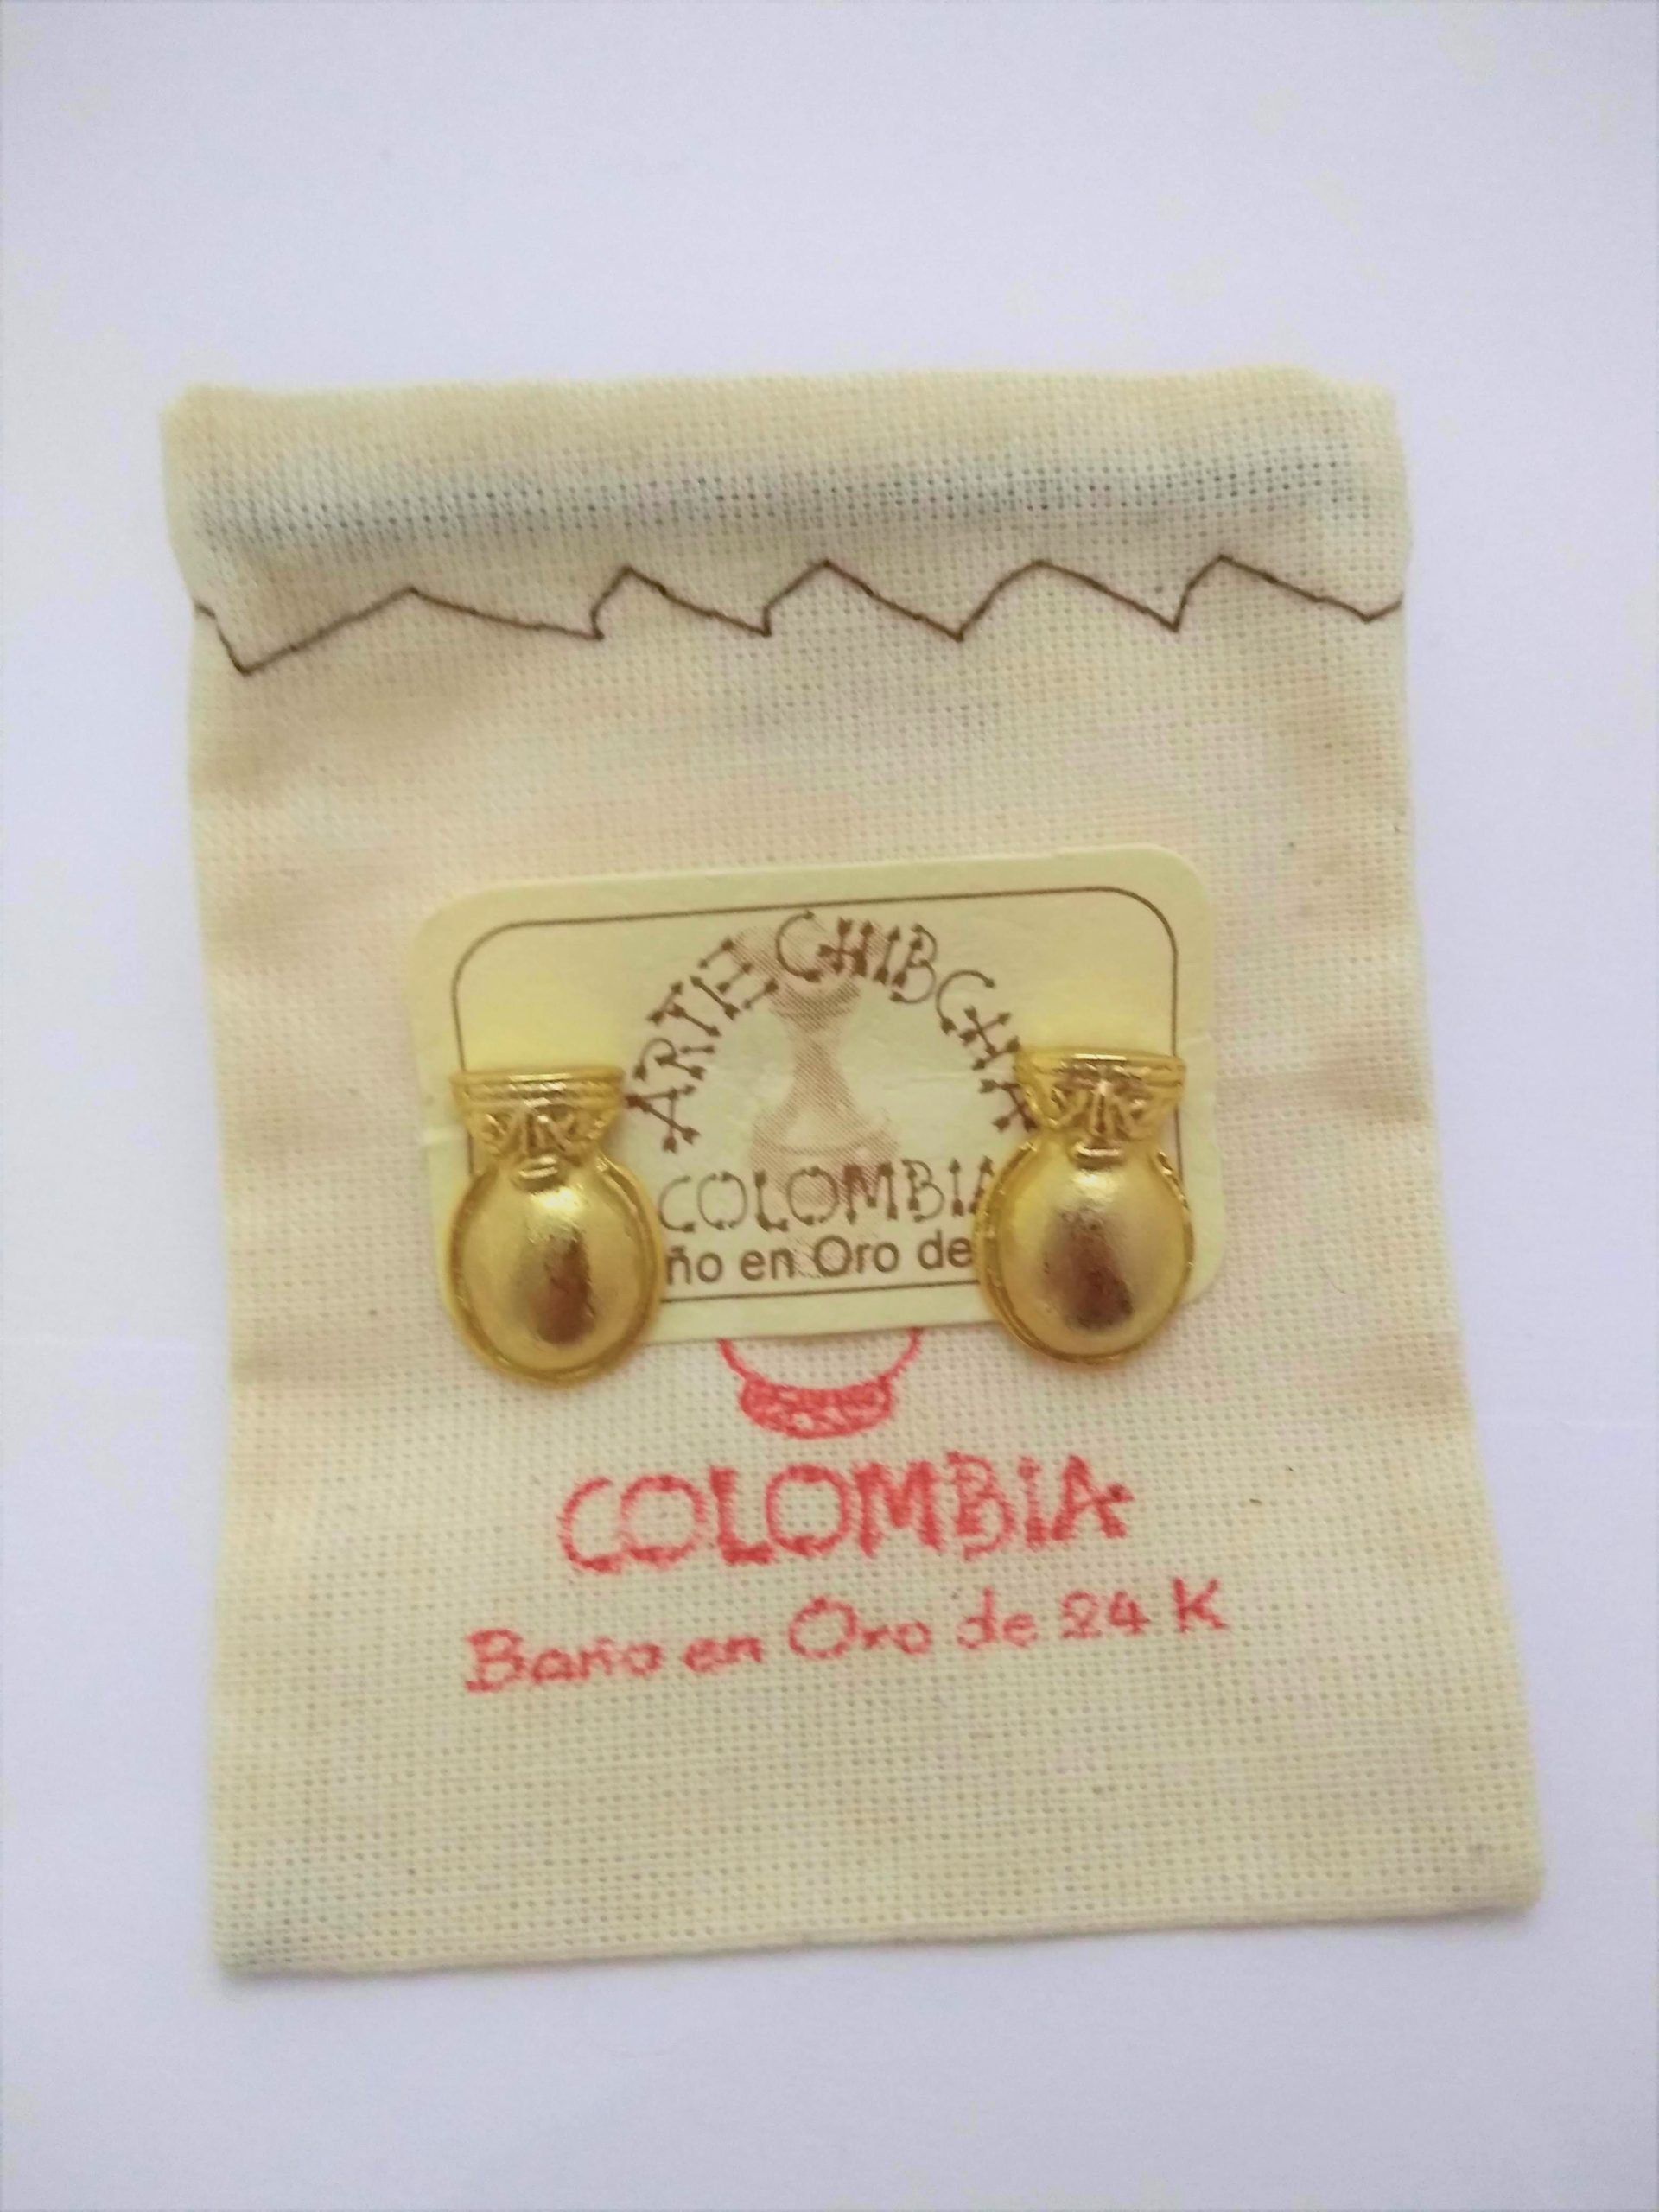 ARTE CHIBCHA
COLOMBIA
ño en Oro de
COLOMBIA
Baño en Oro de 24 K